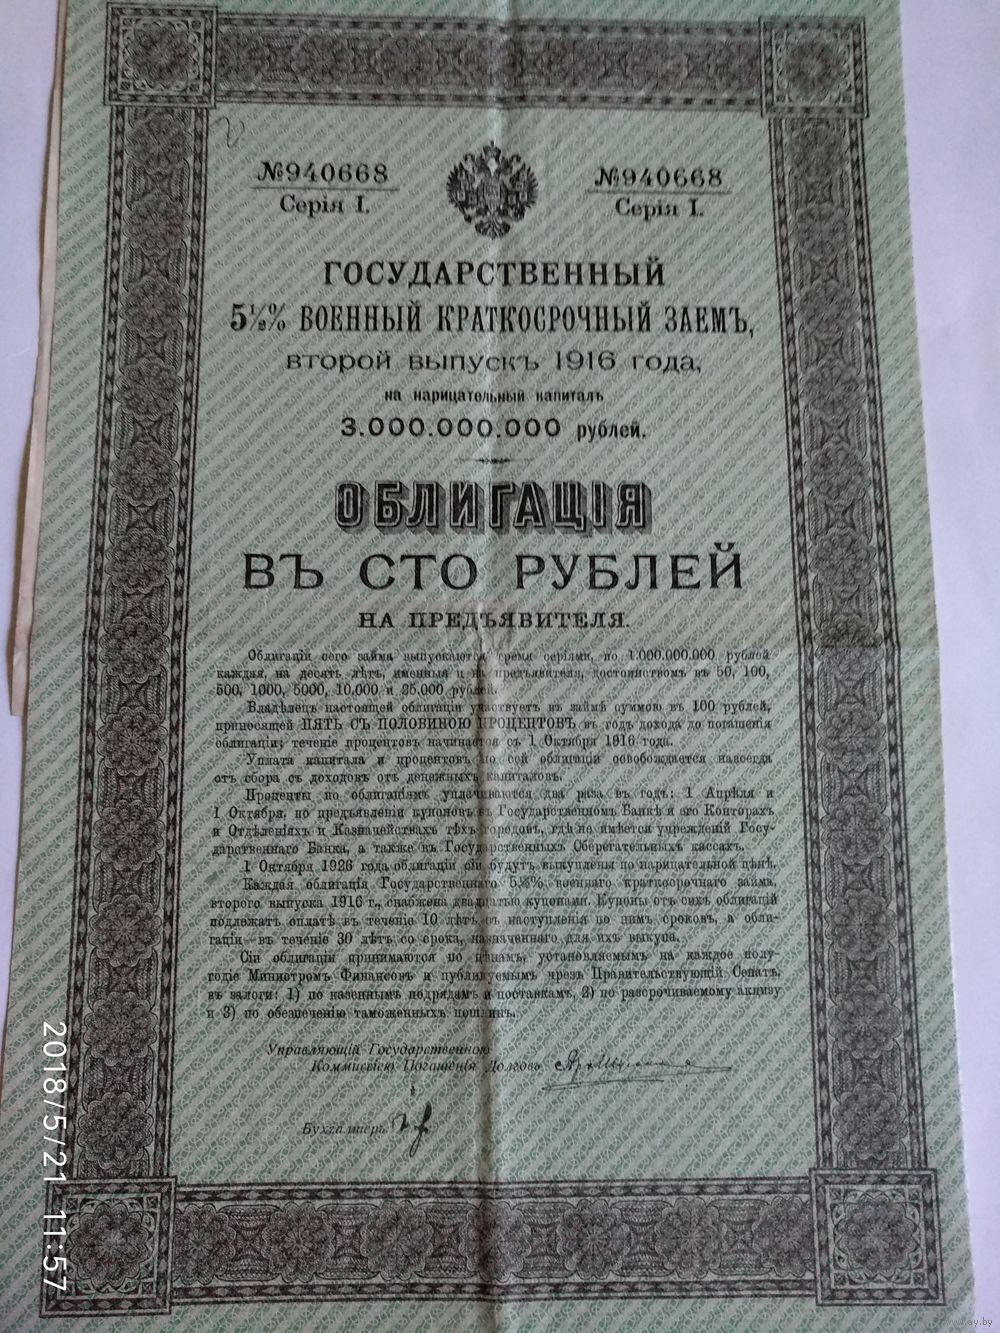 №940668
Серія I.
№940668
Серія I.
ГОСУДАРСТВЕННЫЙ
5½% ВОЕННЫЙ КРАТКОСРОЧНЫЙ ЗАЕМЪ,
ВТОРОЙ ВЫПУСКЪ 1916 ГОДА,
на нарицательный капиталъ
3.000.000.000 рублей.
ОБЛИГАЦІЯ
ВЪ СТО РУБЛЕЙ
НА ПРЕДЪЯВИТЕЛЯ.
Облигаціи сего займа выпускаются тремя серіями, по 1.000.000.000 рублей
каждая, на десять лѣтъ, именныя и на предъявителя, достоинствомъ въ 50, 100,
500, 1000, 5000, 10.000 и 25.000 рублей.
Владѣлецъ настоящей облигаціи участвуетъ въ займѣ суммою въ 100 рублей,
приносящей ПЯТЬ СЪ ПОЛОВИНОЮ ПРОЦЕНТОВЪ въ годъ дохода до погашенія
облигаціи; теченіе процентовъ начинается съ 1 Октября 1916 года.
Уплата капитала и процентовъ по сей облигаціи освобождается навсегда
отъ сбора съ доходовъ отъ денежныхъ капиталовъ.
Проценты по облигаціямъ уплачиваются два раза въ годъ: 1 Апрѣля и
1 Октября, по предъявленіи купоновъ въ Государственномъ Банкѣ и его Конторахъ
и Отдѣленіяхъ и Казначействахъ тѣхъ городовъ, гдѣ не имѣется учрежденій Госу-
дарственнаго Банка, а также въ Государственныхъ Сберегательныхъ кассахъ.
1 Октября 1926 года облигаціи сіи будутъ выкуплены по нарицательной цѣнѣ.
Каждая облигація Государственнаго 5½% военнаго краткосрочнаго займа,
второго выпуска 1916 г., снабжена двадцатью купонами. Купоны отъ сихъ облигацій
подлежатъ оплатѣ въ теченіе 10 лѣтъ съ наступленія по нимъ сроковъ, а обли-
гаціи—въ теченіе 30 лѣтъ со срока, назначеннаго для ихъ выкупа.
Сіи облигаціи принимаются по цѣнамъ, установляемымъ на каждое полу-
годіе Министромъ Финансовъ и публикуемымъ чрезъ Правительствующій Сенатъ,
въ залоги: 1) по казеннымъ подрядамъ и поставкамъ, 2) по разсрочиваемому акцизу
и 3) по обезпеченію таможенныхъ пошлинъ.
Управляющій Государственною
Коммиссіею Погашенія Долговъ
Бухгалтеръ
2018/5/21 11:57
ay.by